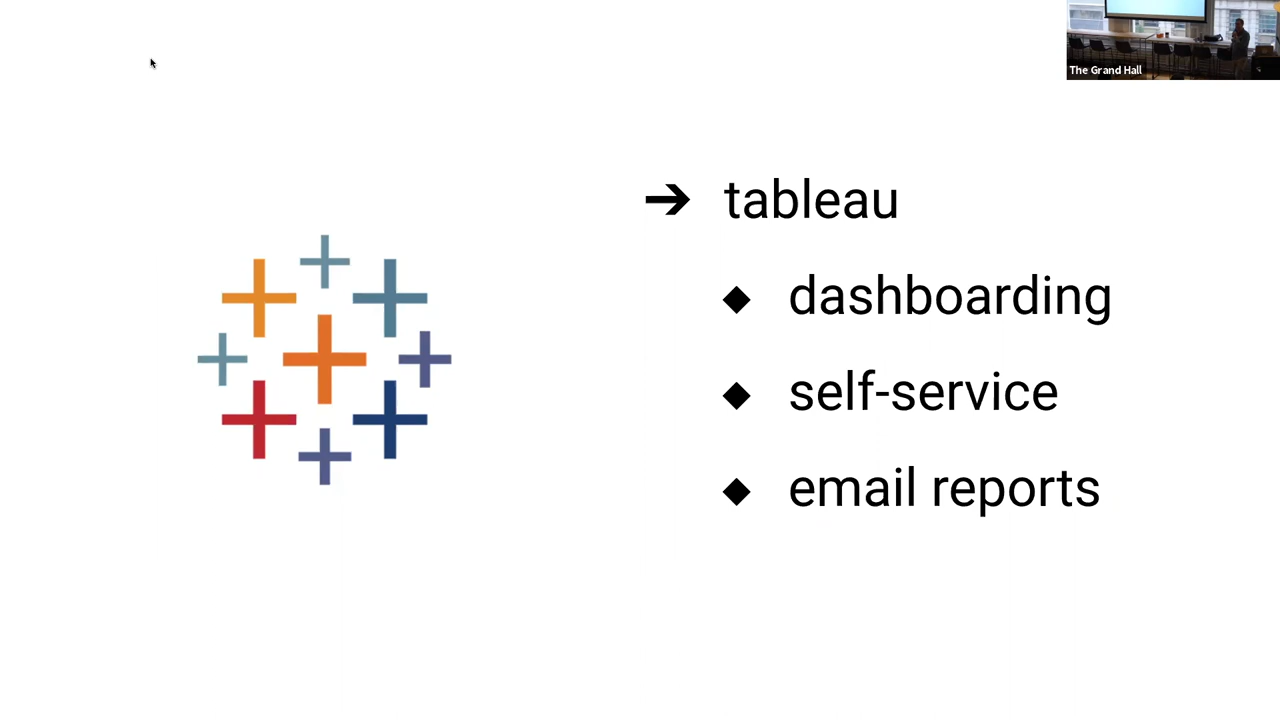 The Grand Hall
➔ tableau
◆ dashboarding
◆ self-service
◆ email reports